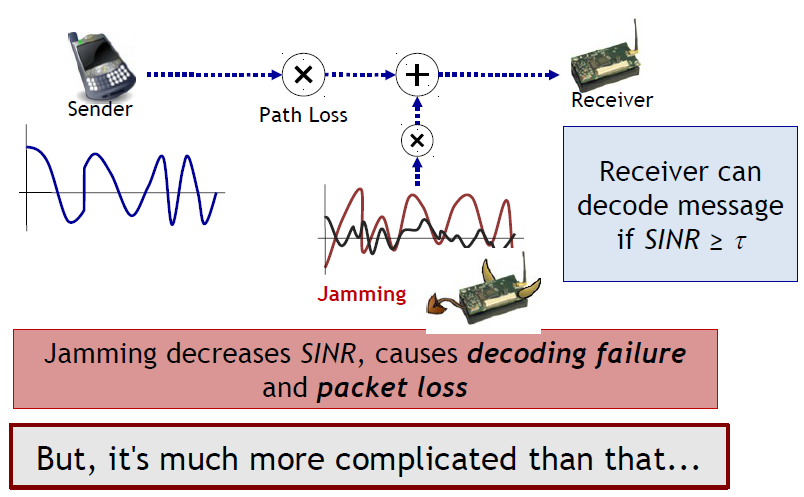 Sender
Path Loss
Receiver
Receiver can
decode message
if SINR ≥ τ
Jamming
Jamming decreases SINR, causes decoding failure
and packet loss
But, it's much more complicated than that...